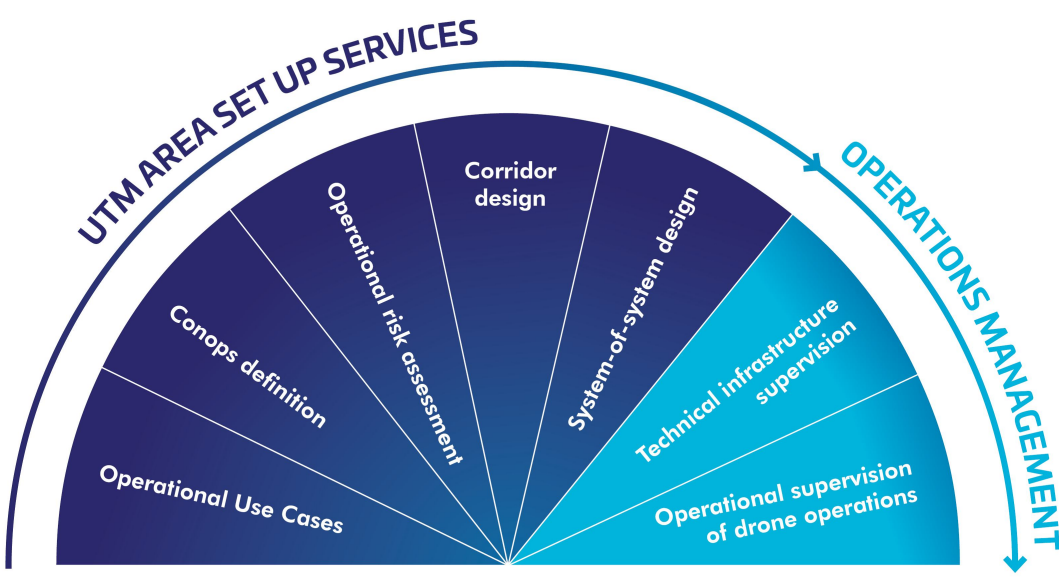 UTM AREA SET UP SERVICES
OPERATIONS MANAGEMENT
Operational Use Cases
Conops definition
Operational risk assessment
Corridor
design
System-of-system design
Technical infrastructure
supervision
Operational supervision
of drone operations